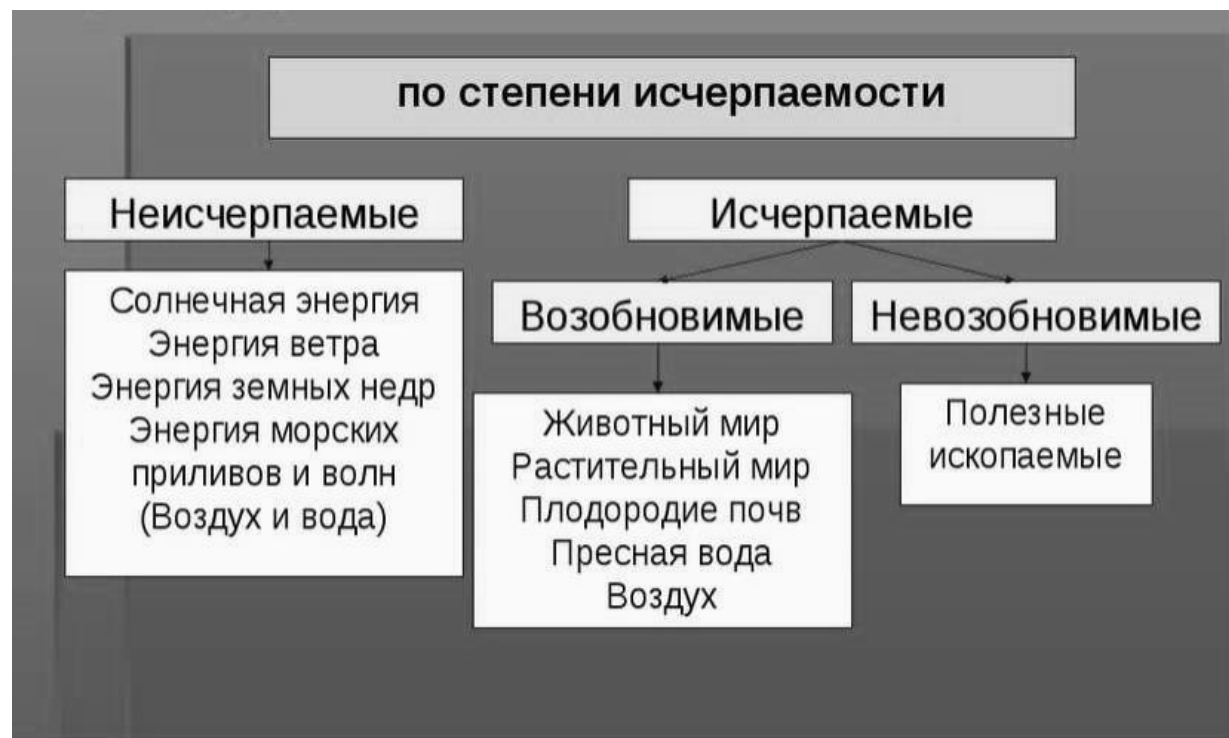 по степени исчерпаемости
Неисчерпаемые
Солнечная энергия
Энергия ветра
Энергия земных недр
Энергия морских
приливов и волн
(Воздух и вода)
Исчерпаемые
Возобновимые
Животный мир
Растительный мир
Плодородие почв
Пресная вода
Воздух
Невозобновимые
Полезные
ископаемые